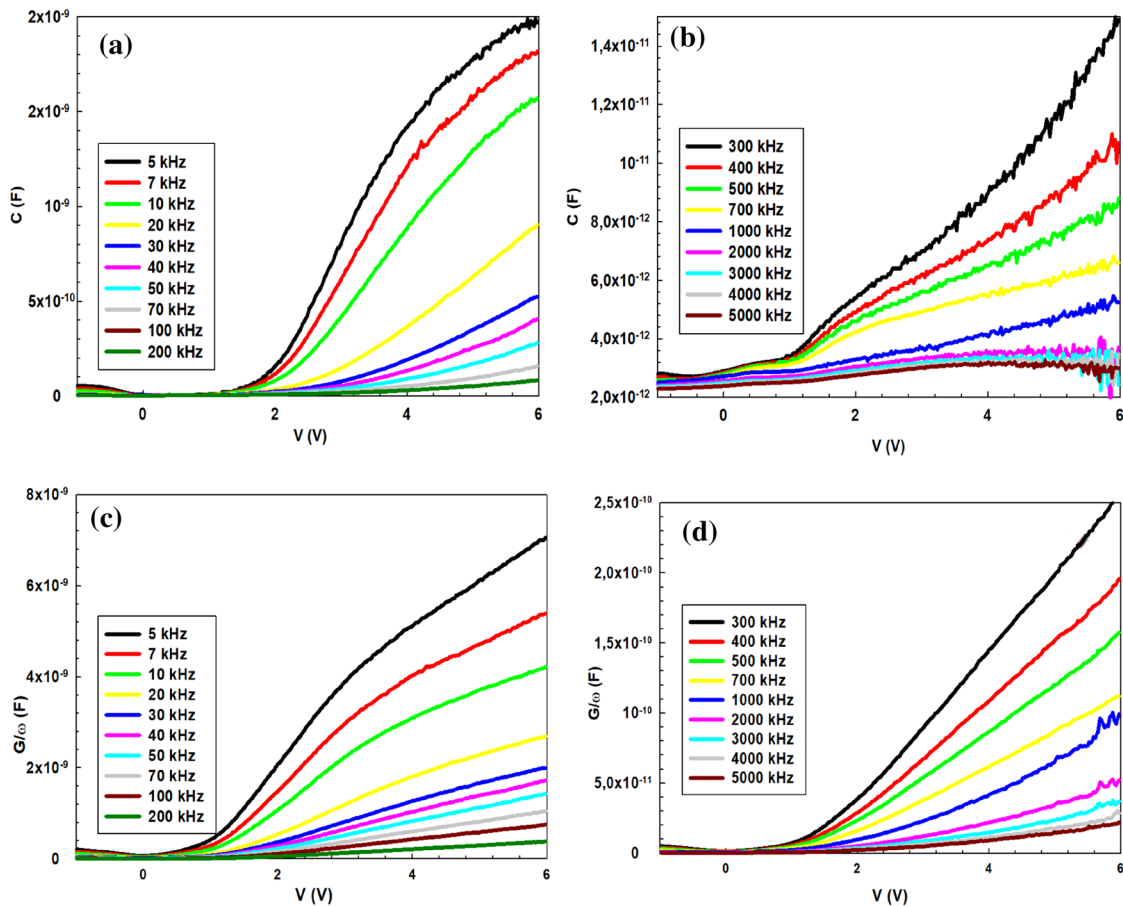 (a)
2x10-9
2x10-9
1x10-9
5x10-10
0
C (F)
5 kHz
7 kHz
10 kHz
20 kHz
30 kHz
40 kHz
50 kHz
70 kHz
100 kHz
200 kHz
0 2 4 6
V (V)
(b)
1,4x10-11
1,2x10-11
10-11
8,0x10-12
6,0x10-12
4,0x10-12
2,0x10-12
C (F)
300 kHz
400 kHz
500 kHz
700 kHz
1000 kHz
2000 kHz
3000 kHz
4000 kHz
5000 kHz
0 2 4 6
V (V)
(c)
8x10-9
6x10-9
4x10-9
2x10-9
0
G/ω (F)
5 kHz
7 kHz
10 kHz
20 kHz
30 kHz
40 kHz
50 kHz
70 kHz
100 kHz
200 kHz
0 2 4 6
V (V)
(d)
2,5x10-10
2,0x10-10
1,5x10-10
10-10
5,0x10-11
0
G/ω (F)
300 kHz
400 kHz
500 kHz
700 kHz
1000 kHz
2000 kHz
3000 kHz
4000 kHz
5000 kHz
0 2 4 6
V (V)